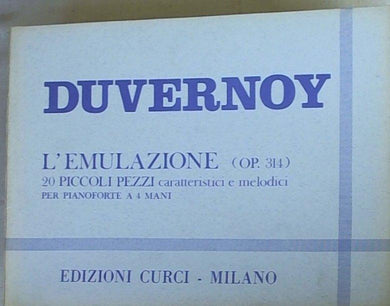 DUVERNOY
L'EMULAZIONE (OP. 314)
20 PICCOLI PEZZI caratteristici e melodici
PER PIANOFORTE A 4 MANI
EDIZIONI CURCI - MILANO